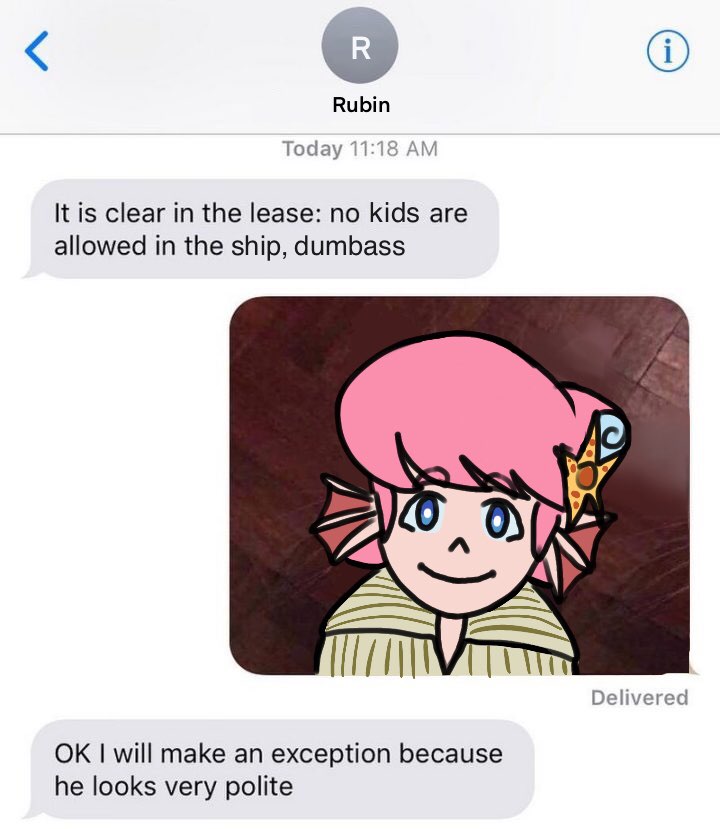 R
Rubin
Today 11:18 AM
It is clear in the lease: no kids are
allowed in the ship, dumbass
Delivered
OK I will make an exception because
he looks very polite